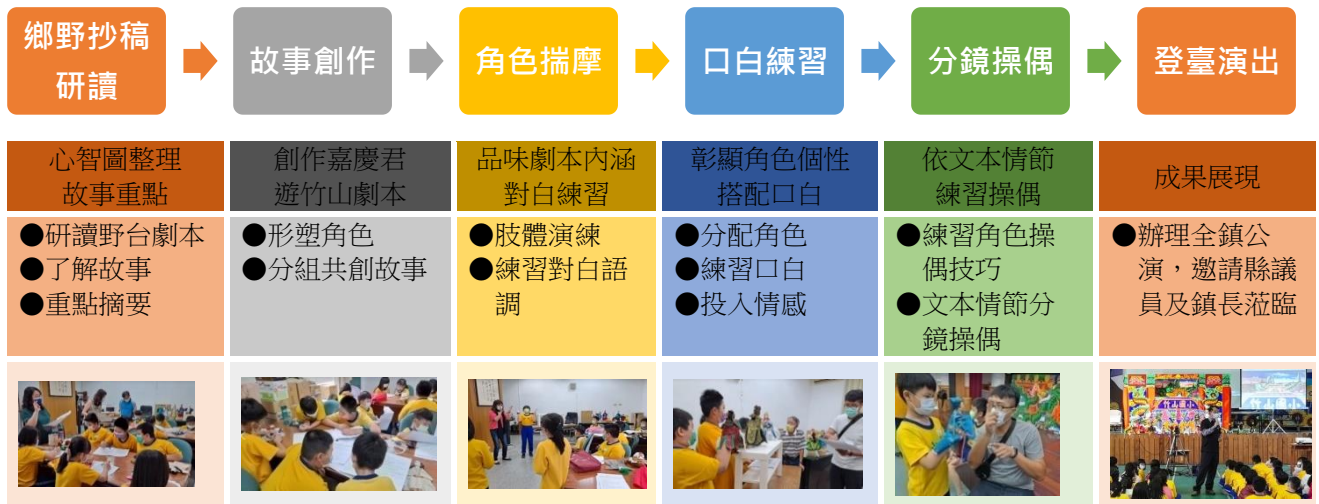 鄉野抄稿
研讀
故事創作
角色揣摩
口白練習
分鏡操偶
登臺演出
心智圖整理
故事重點
創作嘉慶君
遊竹山劇本
品味劇本內涵
對白練習
彰顯角色個性
搭配口白
依文本情節
練習操偶
成果展現
●研讀野台劇本
●了解故事
●重點摘要
●形塑角色
●分組共創故事
●肢體演練
●練習對白語
調
●分配角色
●練習口白
●投入情感
●練習角色操
偶技巧
●文本情節分
鏡操偶
●辦理全鎮公
演，邀請縣議
員及鎮長蒞臨